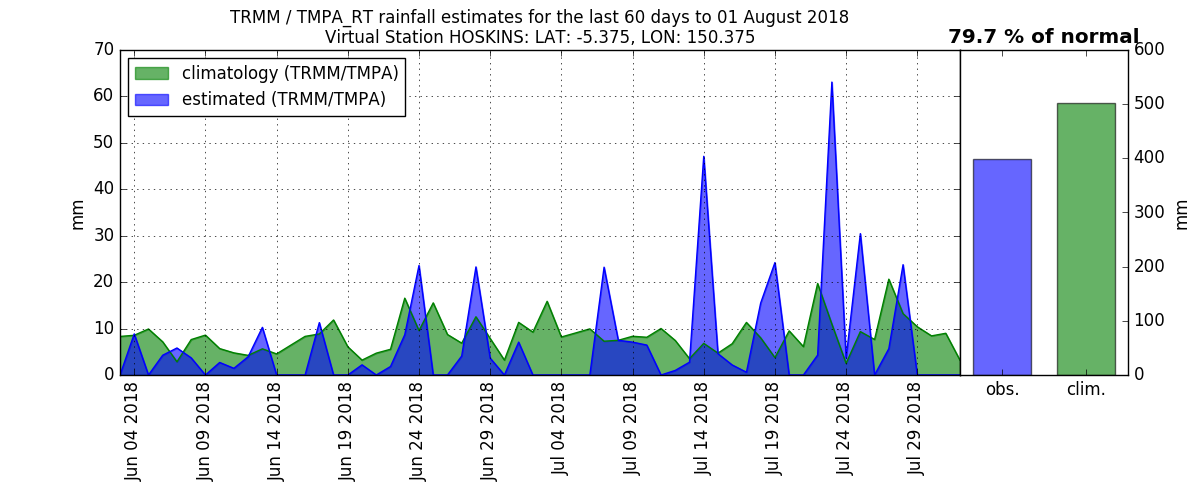 TRMM / TMPA_RT rainfall estimates for the last 60 days to 01 August 2018
Virtual Station HOSKINS: LAT: -5.375, LON: 150.375
79.7 % of normal
climatology (TRMM/TMPA)
estimated (TRMM/TMPA)
70
60
50
40
30
20
10
0
mm
600
500
400
300
200
100
0
mm
Jun 04 2018
Jun 09 2018
Jun 14 2018
Jun 19 2018
Jun 24 2018
Jun 29 2018
Jul 04 2018
Jul 09 2018
Jul 14 2018
Jul 19 2018
Jul 24 2018
Jul 29 2018
obs.
clim.